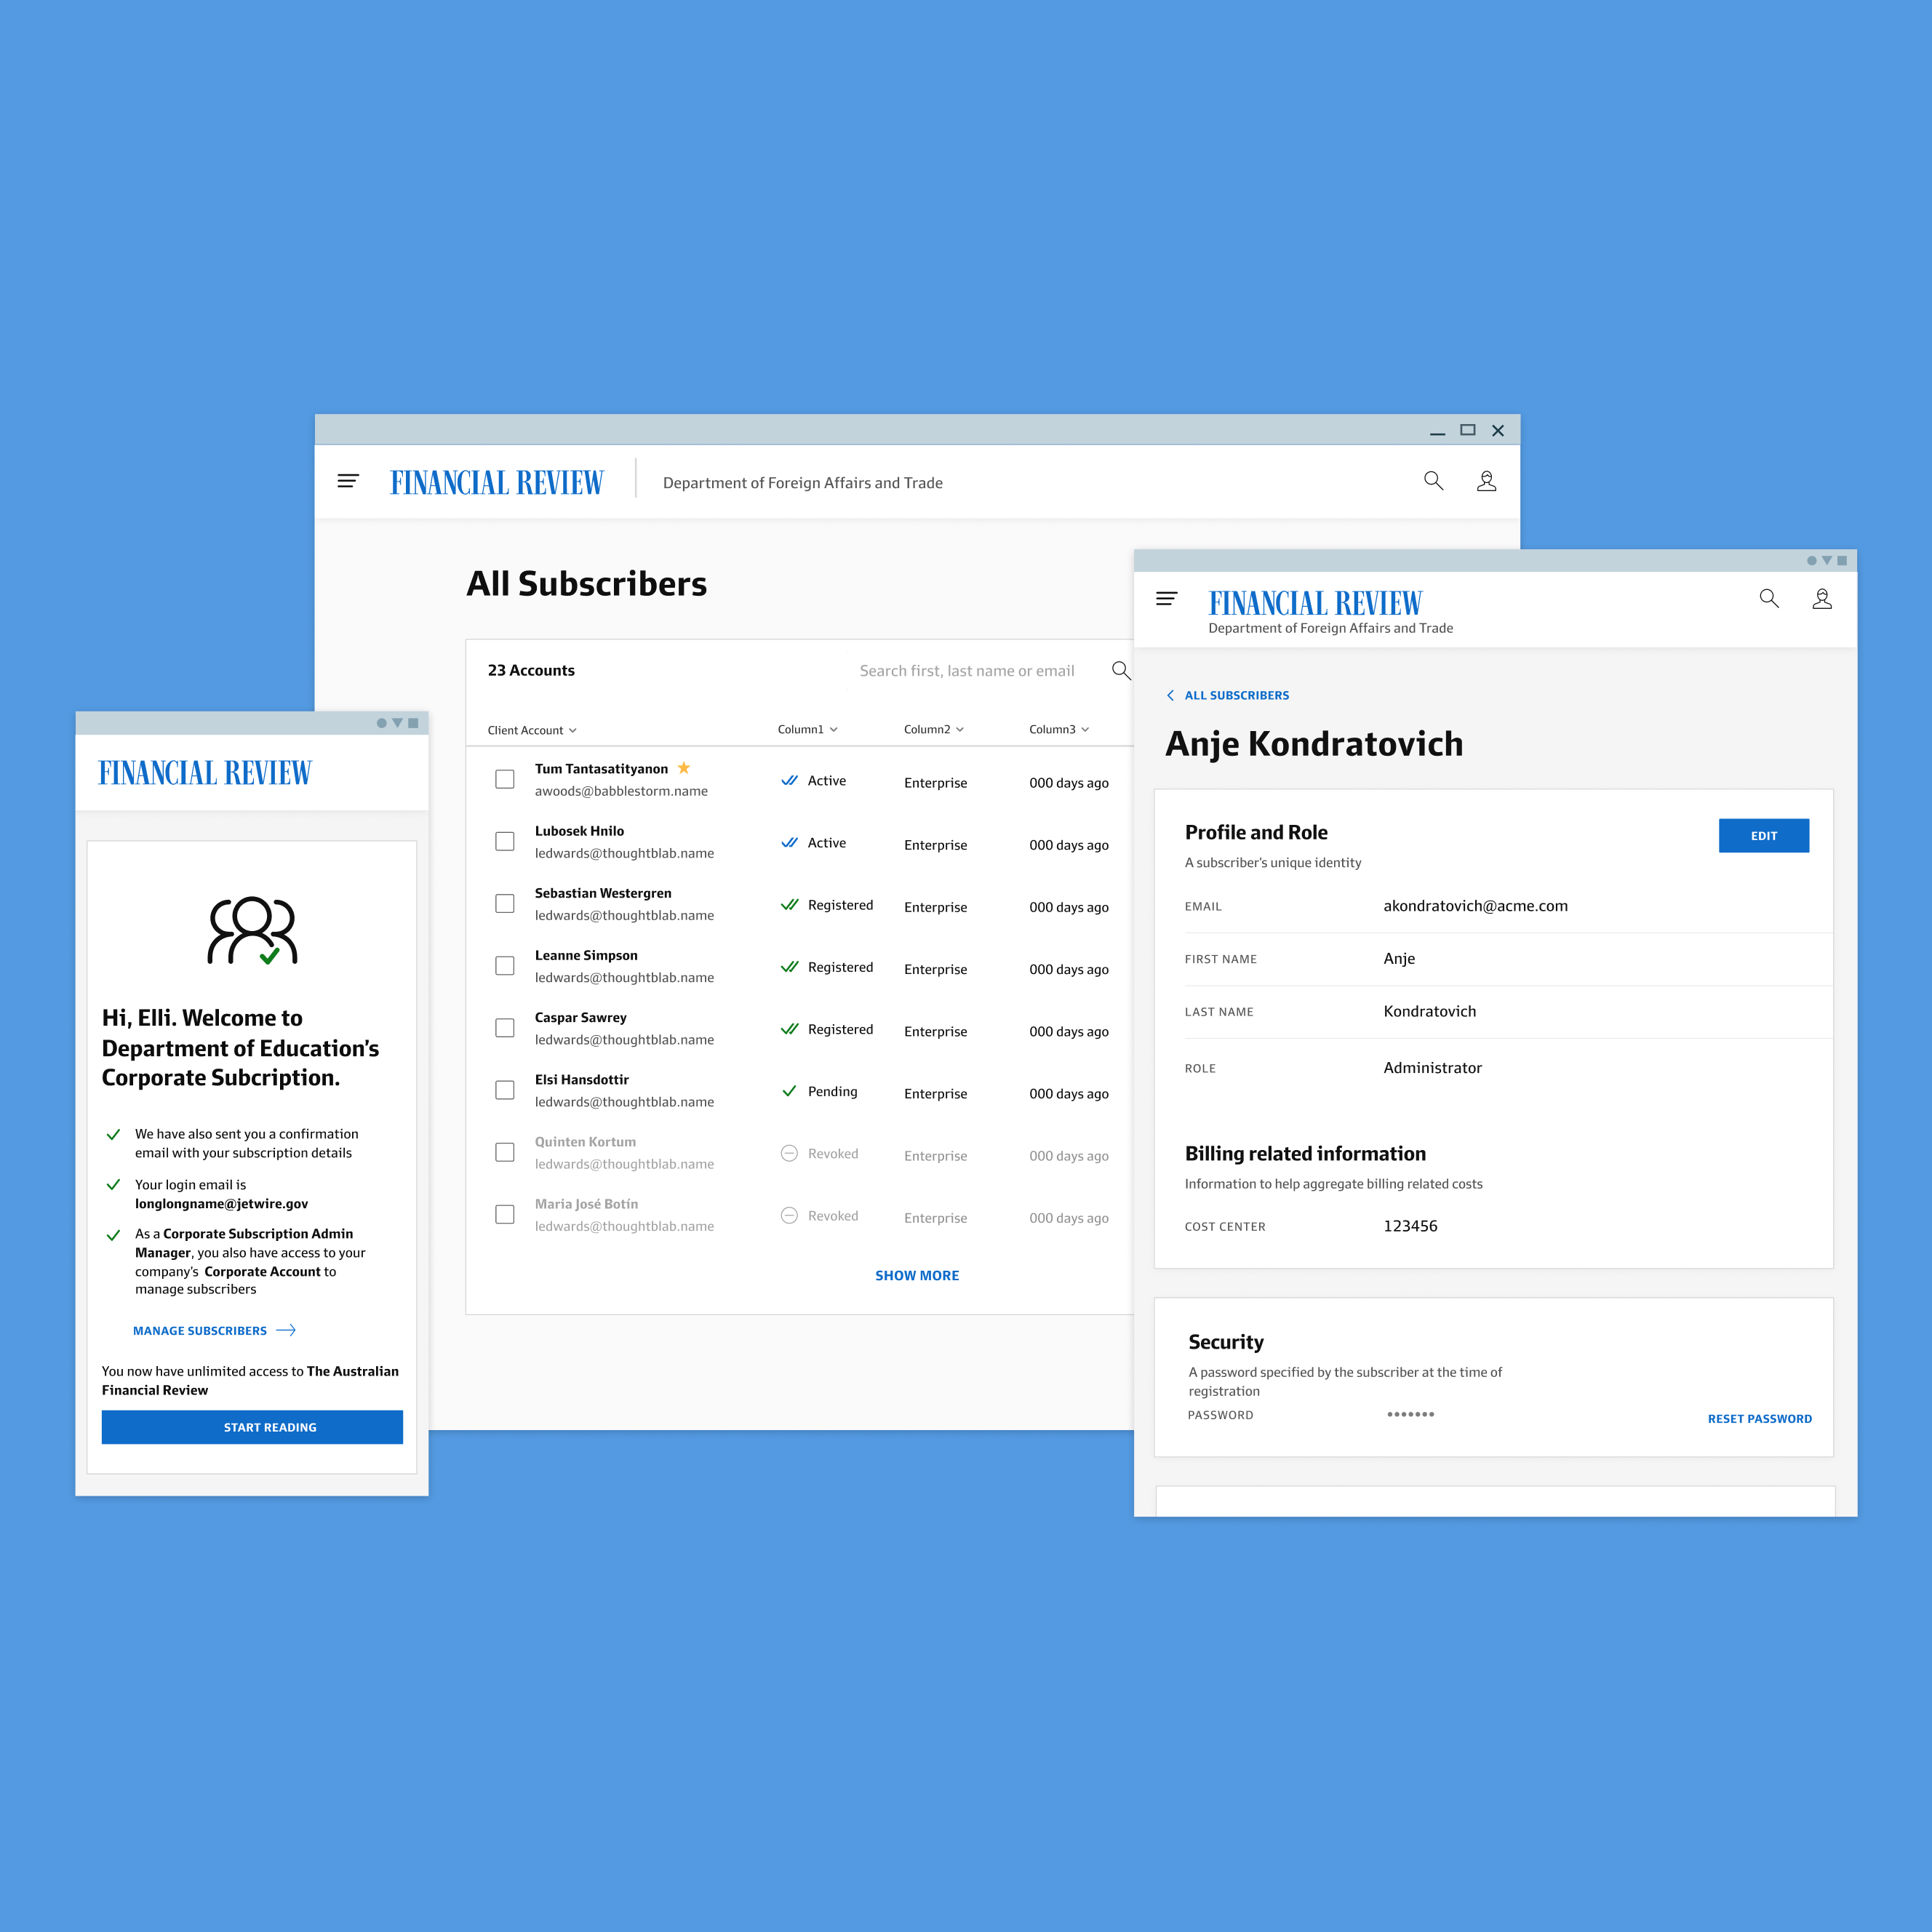 FINANCIAL REVIEW
Department of Foreign Affairs and Trade
All Subscribers
23 Accounts
Search first, last name or email
Client Account
Column1
Column2
Column3
Tum Tantasatityanon
awoods@babblestorm.name
Active
Enterprise
000 days ago
Lubosek Hnilo
ledwards@thoughtblab.name
Active
Enterprise
000 days ago
Sebastian Westergren
ledwards@thoughtblab.name
Registered
Enterprise
000 days ago
Leanne Simpson
ledwards@thoughtblab.name
Registered
Enterprise
000 days ago
Caspar Sawrey
ledwards@thoughtblab.name
Registered
Enterprise
000 days ago
Elsi Hansdottir
ledwards@thoughtblab.name
Pending
Enterprise
000 days ago
Quinten Kortum
ledwards@thoughtblab.name
Revoked
Enterprise
000 days ago
Maria José Botín
ledwards@thoughtblab.name
Revoked
Enterprise
000 days ago
SHOW MORE
FINANCIAL REVIEW
Hi, Elli. Welcome to
Department of Education’s
Corporate Subcription.
We have also sent you a confirmation
email with your subscription details
Your login email is
longlongname@jetwire.gov
As a Corporate Subscription Admin
Manager, you also have access to your
company’s Corporate Account to
manage subscribers
MANAGE SUBSCRIBERS
You now have unlimited access to The Australian
Financial Review
START READING
FINANCIAL REVIEW
Department of Foreign Affairs and Trade
ALL SUBSCRIBERS
Anje Kondratovich
Profile and Role
EDIT
A subscriber’s unique identity
EMAIL
akondratovich@acme.com
FIRST NAME
Anje
LAST NAME
Kondratovich
ROLE
Administrator
Billing related information
Information to help aggregate billing related costs
COST CENTER
123456
Security
A password specified by the subscriber at the time of
registration
PASSWORD
•••••••
RESET PASSWORD